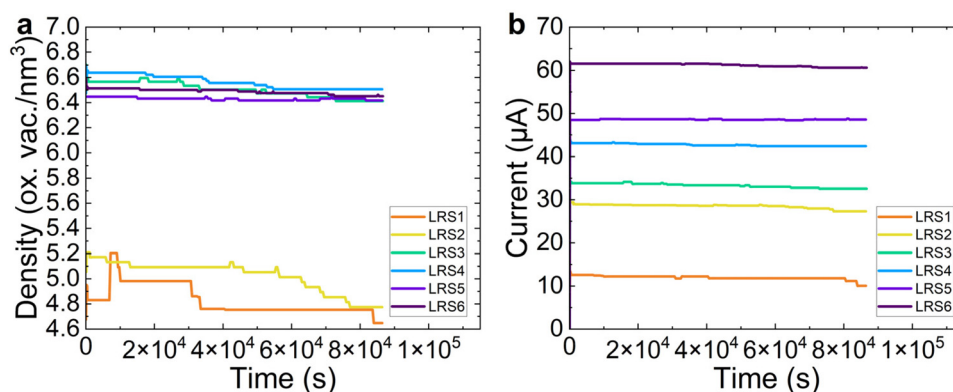 a
Density (ox. vac./nm³)
7.0
6.8
6.6
6.4
6.2
6.0
5.8
5.6
5.4
5.2
5.0
4.8
4.6
LRS1
LRS2
LRS3
LRS4
LRS5
LRS6
0 2×10⁴ 4×10⁴ 6×10⁴ 8×10⁴ 1×10⁵
Time (s)
b
Current (μA)
70
60
50
40
30
20
10
0
LRS1
LRS2
LRS3
LRS4
LRS5
LRS6
0 2×10⁴ 4×10⁴ 6×10⁴ 8×10⁴ 1×10⁵
Time (s)